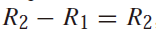 R₂ − R₁ = R₂